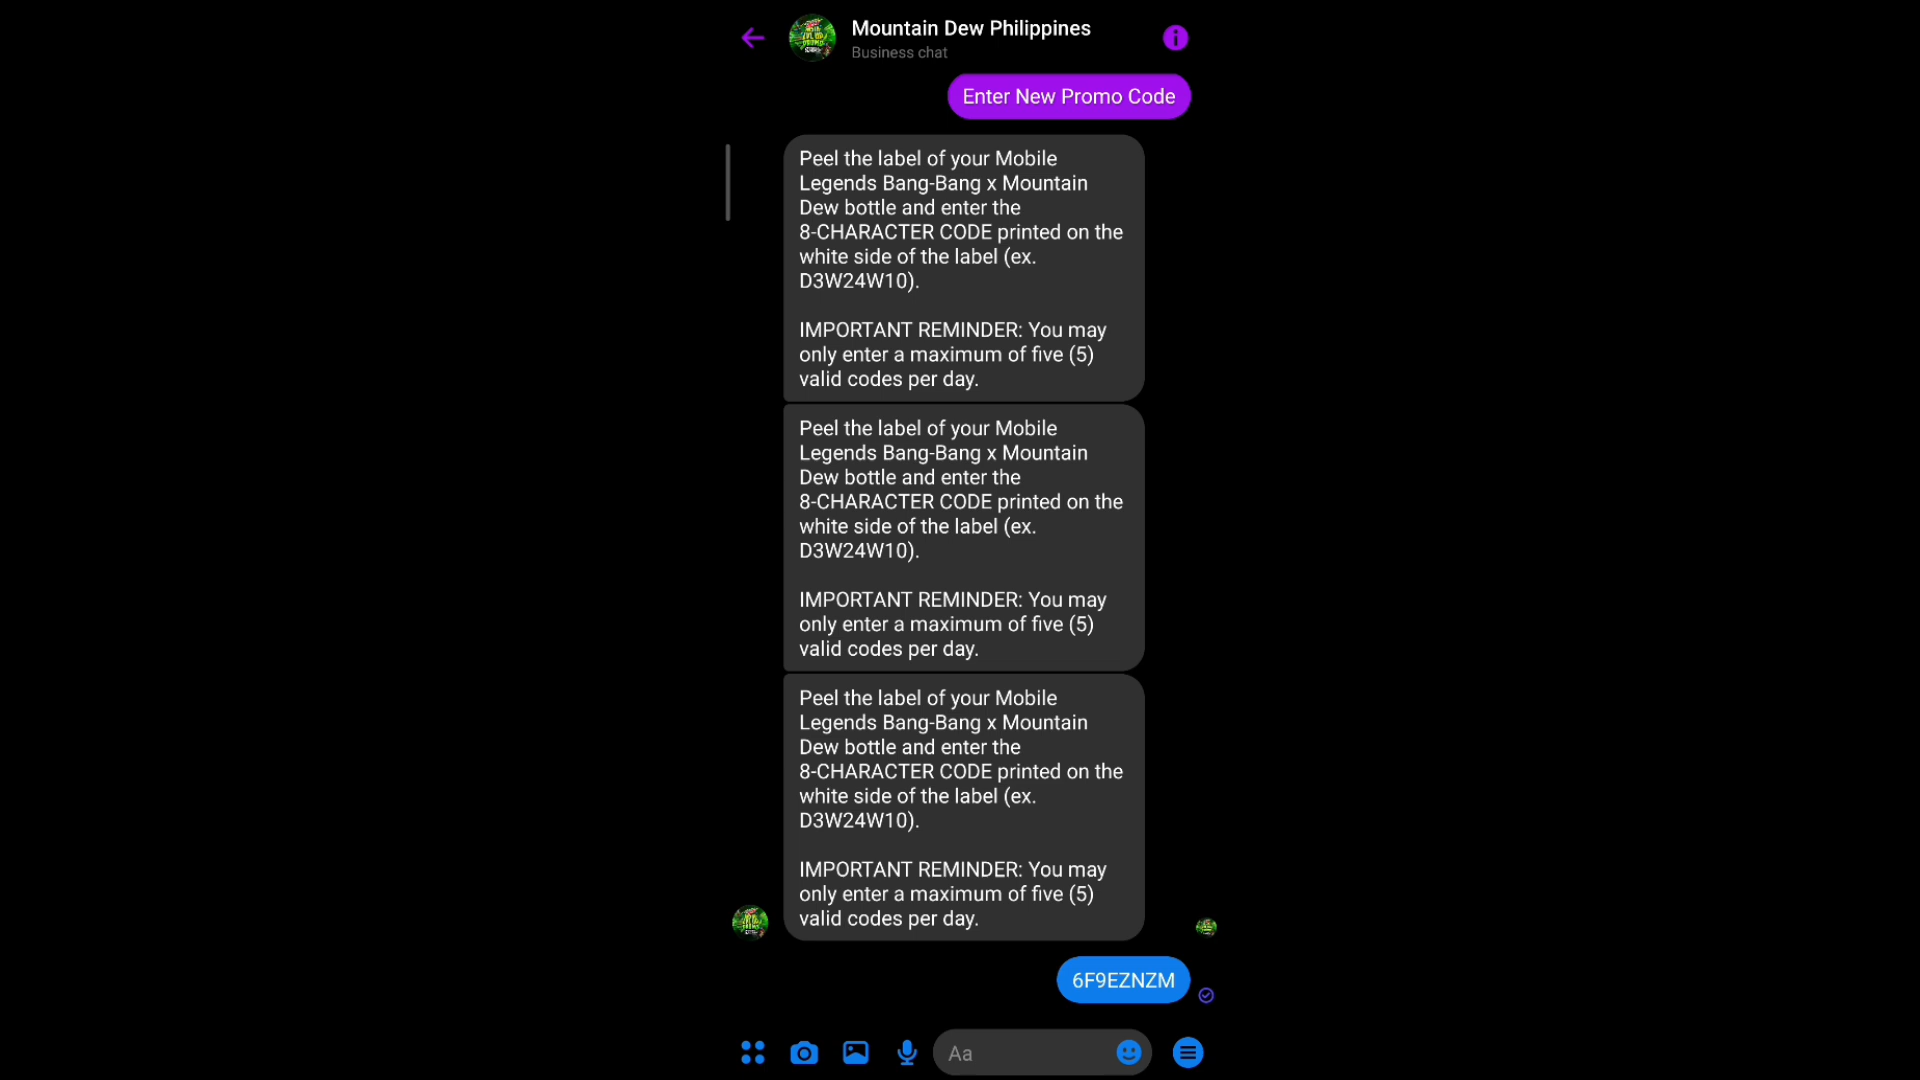 Mountain Dew Philippines
Business chat
Enter New Promo Code
Peel the label of your Mobile
Legends Bang-Bang x Mountain
Dew bottle and enter the
8-CHARACTER CODE printed on the
white side of the label (ex.
D3W24W10).
IMPORTANT REMINDER: You may
only enter a maximum of five (5)
valid codes per day.
Peel the label of your Mobile
Legends Bang-Bang x Mountain
Dew bottle and enter the
8-CHARACTER CODE printed on the
white side of the label (ex.
D3W24W10).
IMPORTANT REMINDER: You may
only enter a maximum of five (5)
valid codes per day.
Peel the label of your Mobile
Legends Bang-Bang x Mountain
Dew bottle and enter the
8-CHARACTER CODE printed on the
white side of the label (ex.
D3W24W10).
IMPORTANT REMINDER: You may
only enter a maximum of five (5)
valid codes per day.
6F9EZNZM
Aa